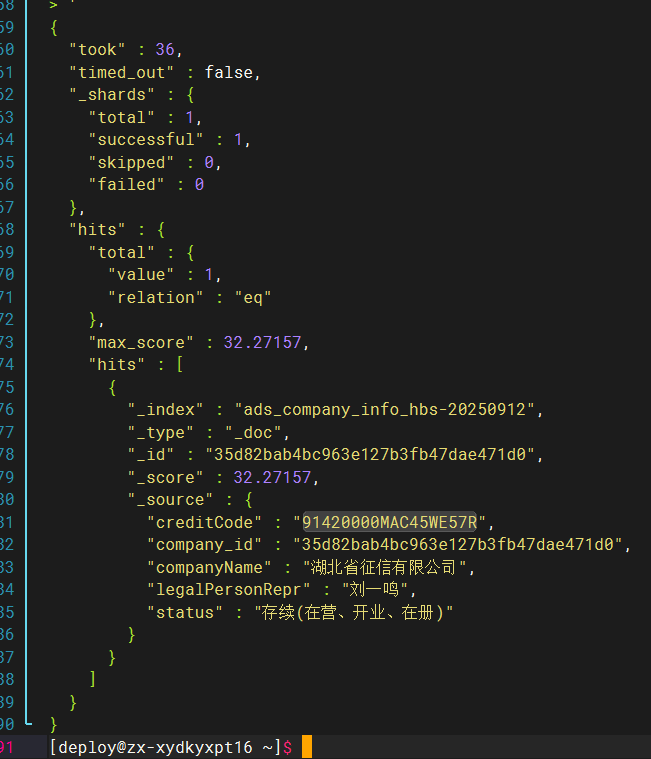 58 > '
59 {
60 "took" : 36,
61 "timed_out" : false,
62 "_shards" : {
63 "total" : 1,
64 "successful" : 1,
65 "skipped" : 0,
66 "failed" : 0
67 },
68 "hits" : {
69 "total" : {
70 "value" : 1,
71 "relation" : "eq"
72 },
73 "max_score" : 32.27157,
74 "hits" : [
75 {
76 "_index" : "ads_company_info_hbs-20250912",
77 "_type" : "_doc",
78 "_id" : "35d82bab4bc963e127b3fb47dae471d0",
79 "_score" : 32.27157,
80 "_source" : {
81 "creditCode" : "91420000MAC45WE57R",
82 "company_id" : "35d82bab4bc963e127b3fb47dae471d0",
83 "companyName" : "湖北省征信有限公司",
84 "legalPersonRepr" : "刘一鸣",
85 "status" : "存续(在营、开业、在册)"
86 }
87 }
88 ]
89 }
90 }
91 [deploy@zx-xydkyxpt16 ~]$